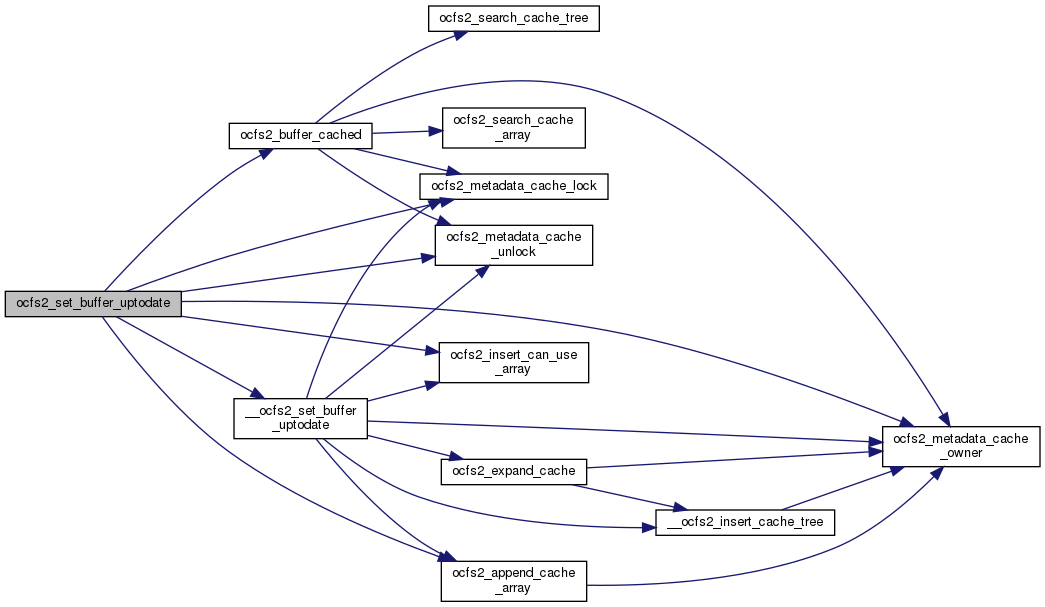 ocfs2_search_cache_tree
ocfs2_search_cache
_array
ocfs2_buffer_cached
ocfs2_metadata_cache_lock
ocfs2_metadata_cache
_unlock
ocfs2_set_buffer_uptodate
ocfs2_insert_can_use
_array
__ocfs2_set_buffer
_uptodate
ocfs2_metadata_cache
_owner
ocfs2_expand_cache
__ocfs2_insert_cache_tree
ocfs2_append_cache
_array